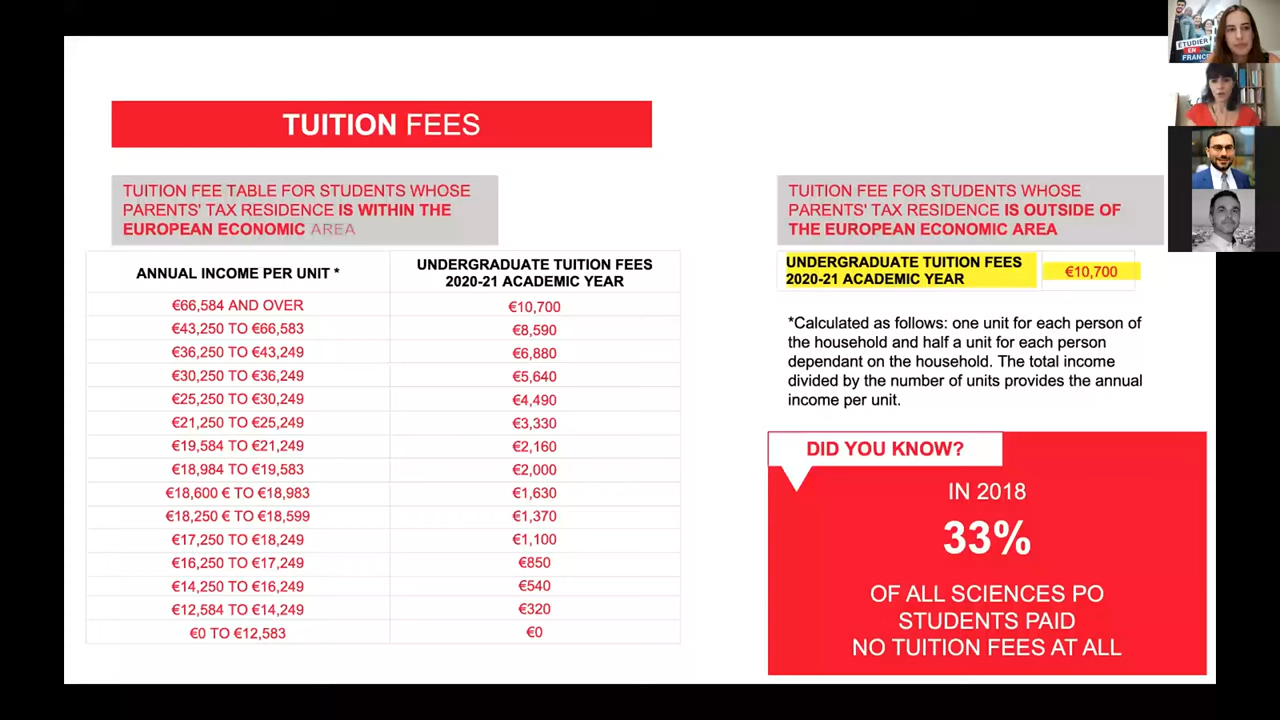 TUITION FEES
TUITION FEE TABLE FOR STUDENTS WHOSE
PARENTS' TAX RESIDENCE IS WITHIN THE
EUROPEAN ECONOMIC AREA
ANNUAL INCOME PER UNIT *
UNDERGRADUATE TUITION FEES
2020-21 ACADEMIC YEAR
€66,584 AND OVER €10,700
€43,250 TO €66,583 €8,590
€36,250 TO €43,249 €6,880
€30,250 TO €36,249 €5,640
€25,250 TO €30,249 €4,490
€21,250 TO €25,249 €3,330
€19,584 TO €21,249 €2,160
€18,984 TO €19,583 €2,000
€18,600 € TO €18,983 €1,630
€18,250 € TO €18,599 €1,370
€17,250 TO €18,249 €1,100
€16,250 TO €17,249 €850
€14,250 TO €16,249 €540
€12,584 TO €14,249 €320
€0 TO €12,583 €0
TUITION FEE FOR STUDENTS WHOSE
PARENTS' TAX RESIDENCE IS OUTSIDE OF
THE EUROPEAN ECONOMIC AREA
UNDERGRADUATE TUITION FEES
2020-21 ACADEMIC YEAR
€10,700
*Calculated as follows: one unit for each person of
the household and half a unit for each person
dependant on the household. The total income
divided by the number of units provides the annual
income per unit.
DID YOU KNOW?
IN 2018
33%
OF ALL SCIENCES PO
STUDENTS PAID
NO TUITION FEES AT ALL
ÉTUDIER
EN
FRANCE